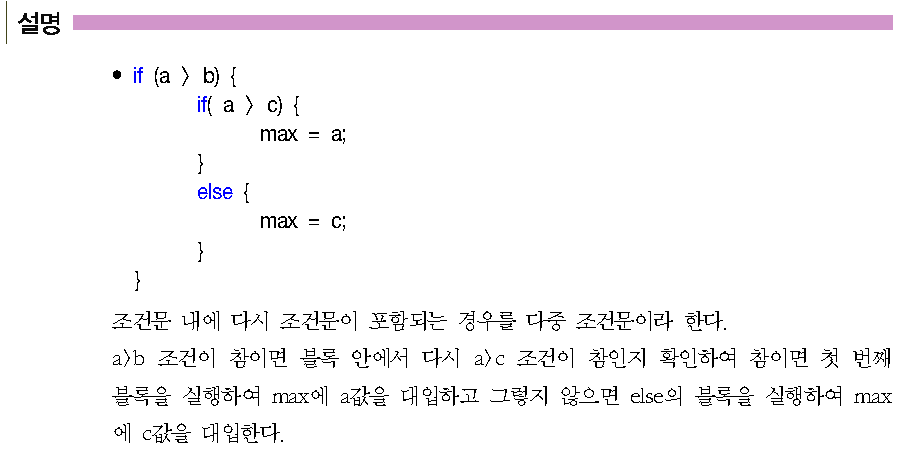 설명
● if (a > b) {
if( a > c) {
max = a;
}
else {
max = c;
}
}
조건문 내에 다시 조건문이 포함되는 경우를 다중 조건문이라 한다.
a>b 조건이 참이면 블록 안에서 다시 a>c 조건이 참인지 확인하여 참이면 첫 번째
블록을 실행하여 max에 a값을 대입하고 그렇지 않으면 else의 블록을 실행하여 max
에 c값을 대입한다.